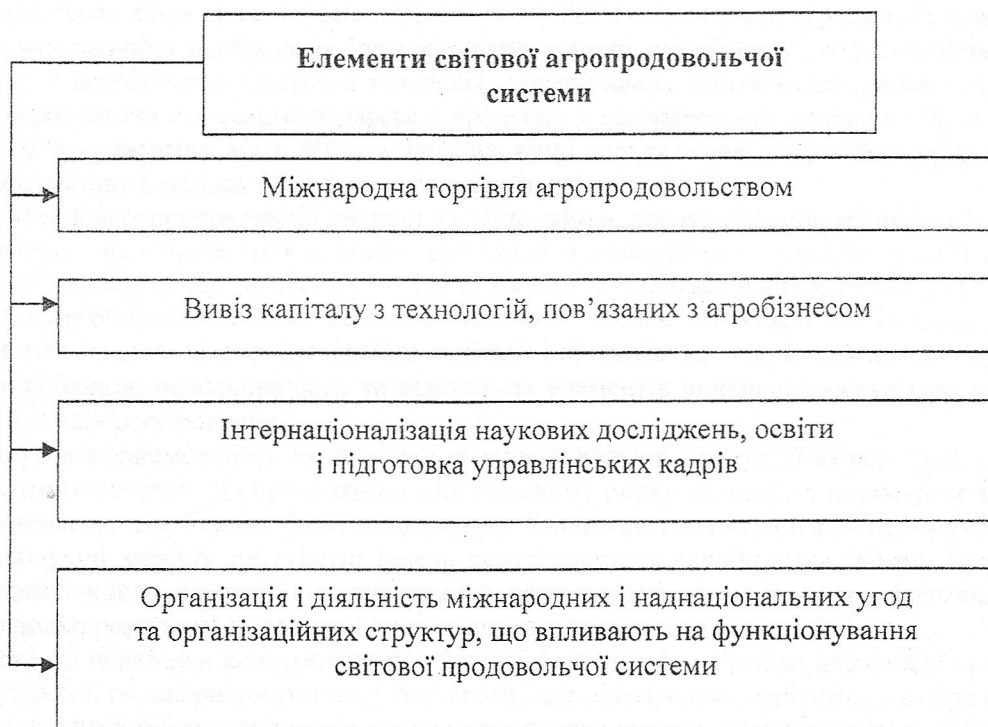 Елементи світової агропродовольчої
системи
Міжнародна торгівля агропродовольством
Вивіз капіталу з технологій, пов’язаних з агробізнесом
Інтернаціоналізація наукових досліджень, освіти
і підготовка управлінських кадрів
Організація і діяльність міжнародних і наднаціональних угод
та організаційних структур, що впливають на функціонування
світової продовольчої системи